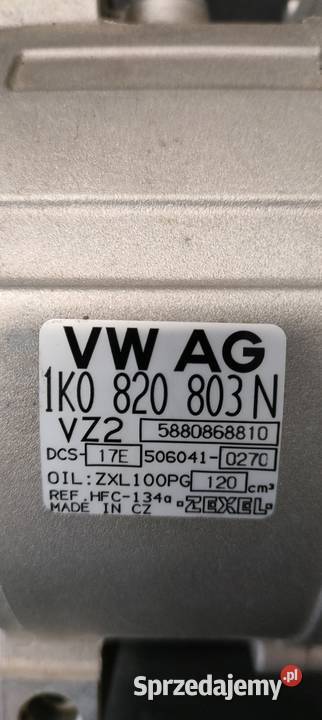 VW AG
1K0 820 803 N
VZ2 5880868810
DCS- 17E 506041- 0270
OIL:ZXL100PG 120 cm³
REF.HFC-134a
MADE IN CZ ·ZEXEL·
Sprzedajemy.pl